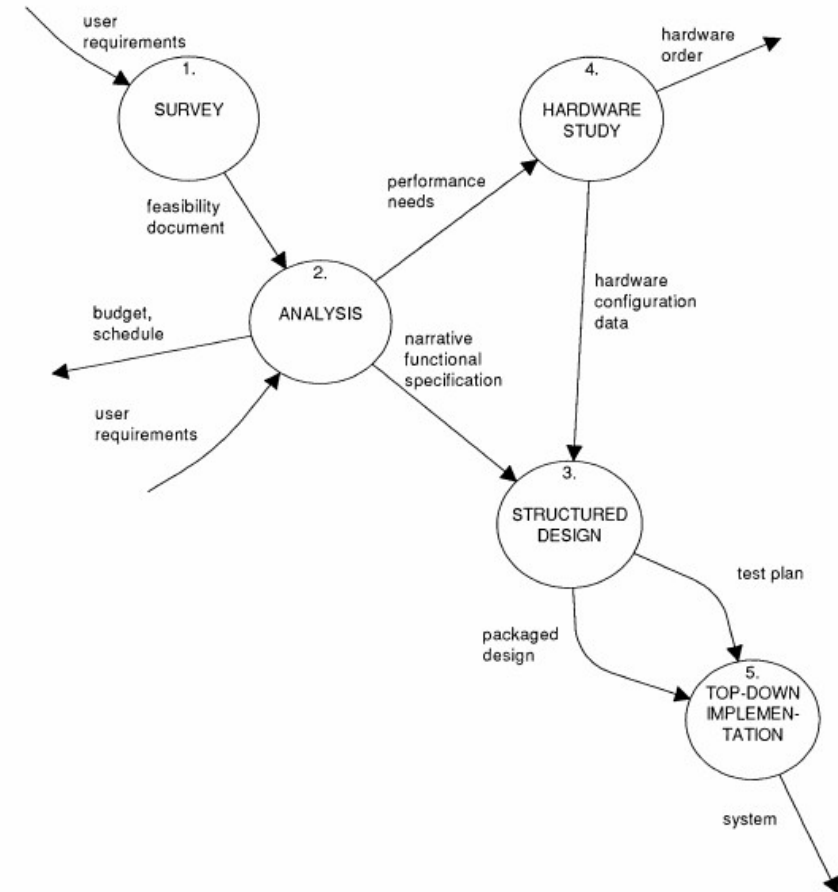 user
requirements
1.
SURVEY
feasibility
document
hardware
order
4.
HARDWARE
STUDY
performance
needs
2.
ANALYSIS
budget,
schedule
user
requirements
narrative
functional
specification
hardware
configuration
data
3.
STRUCTURED
DESIGN
test plan
packaged
design
5.
TOP-DOWN
IMPLEMEN-
TATION
system